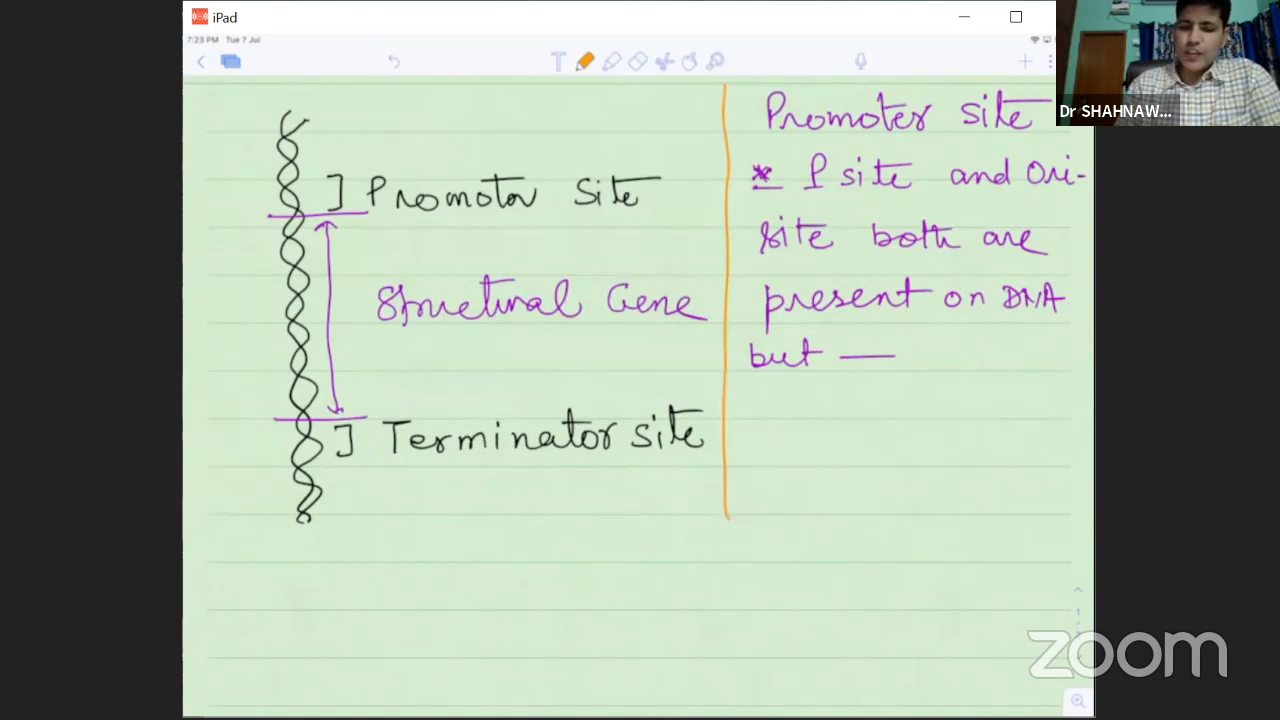 iPad
7:23 PM Tue 7 Jul
Dr SHAHNAW...
] Promotor Site
Structural Gene
] Terminator site
Promoter site
* P site and Ori-
site both are
present on DNA
but —
zoom